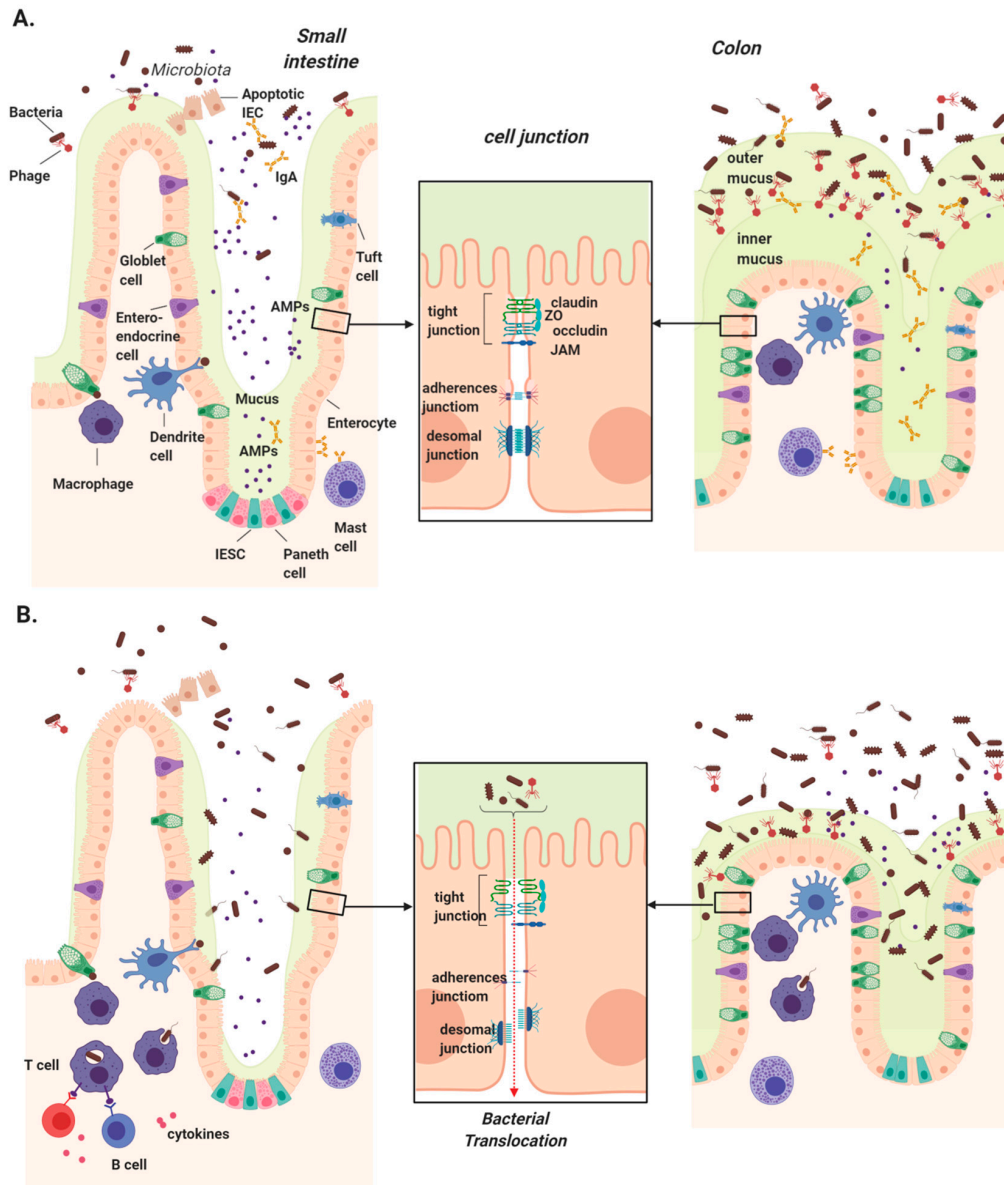 A.
Small
intestine
Colon
Microbiota
Apoptotic
IEC
Bacteria
Phage
IgA
cell junction
outer
mucus
inner
mucus
Globlet
cell
Tuft
cell
Entero-
endocrine
cell
AMPs
tight
junction
claudin
ZO
occludin
JAM
adherences
junctiom
desomal
junction
Mucus
AMPs
Enterocyte
Dendrite
cell
Macrophage
IESC
Paneth
cell
Mast
cell
B.
tight
junction
adherences
junctiom
desomal
junction
T cell
cytokines
B cell
Bacterial
Translocation